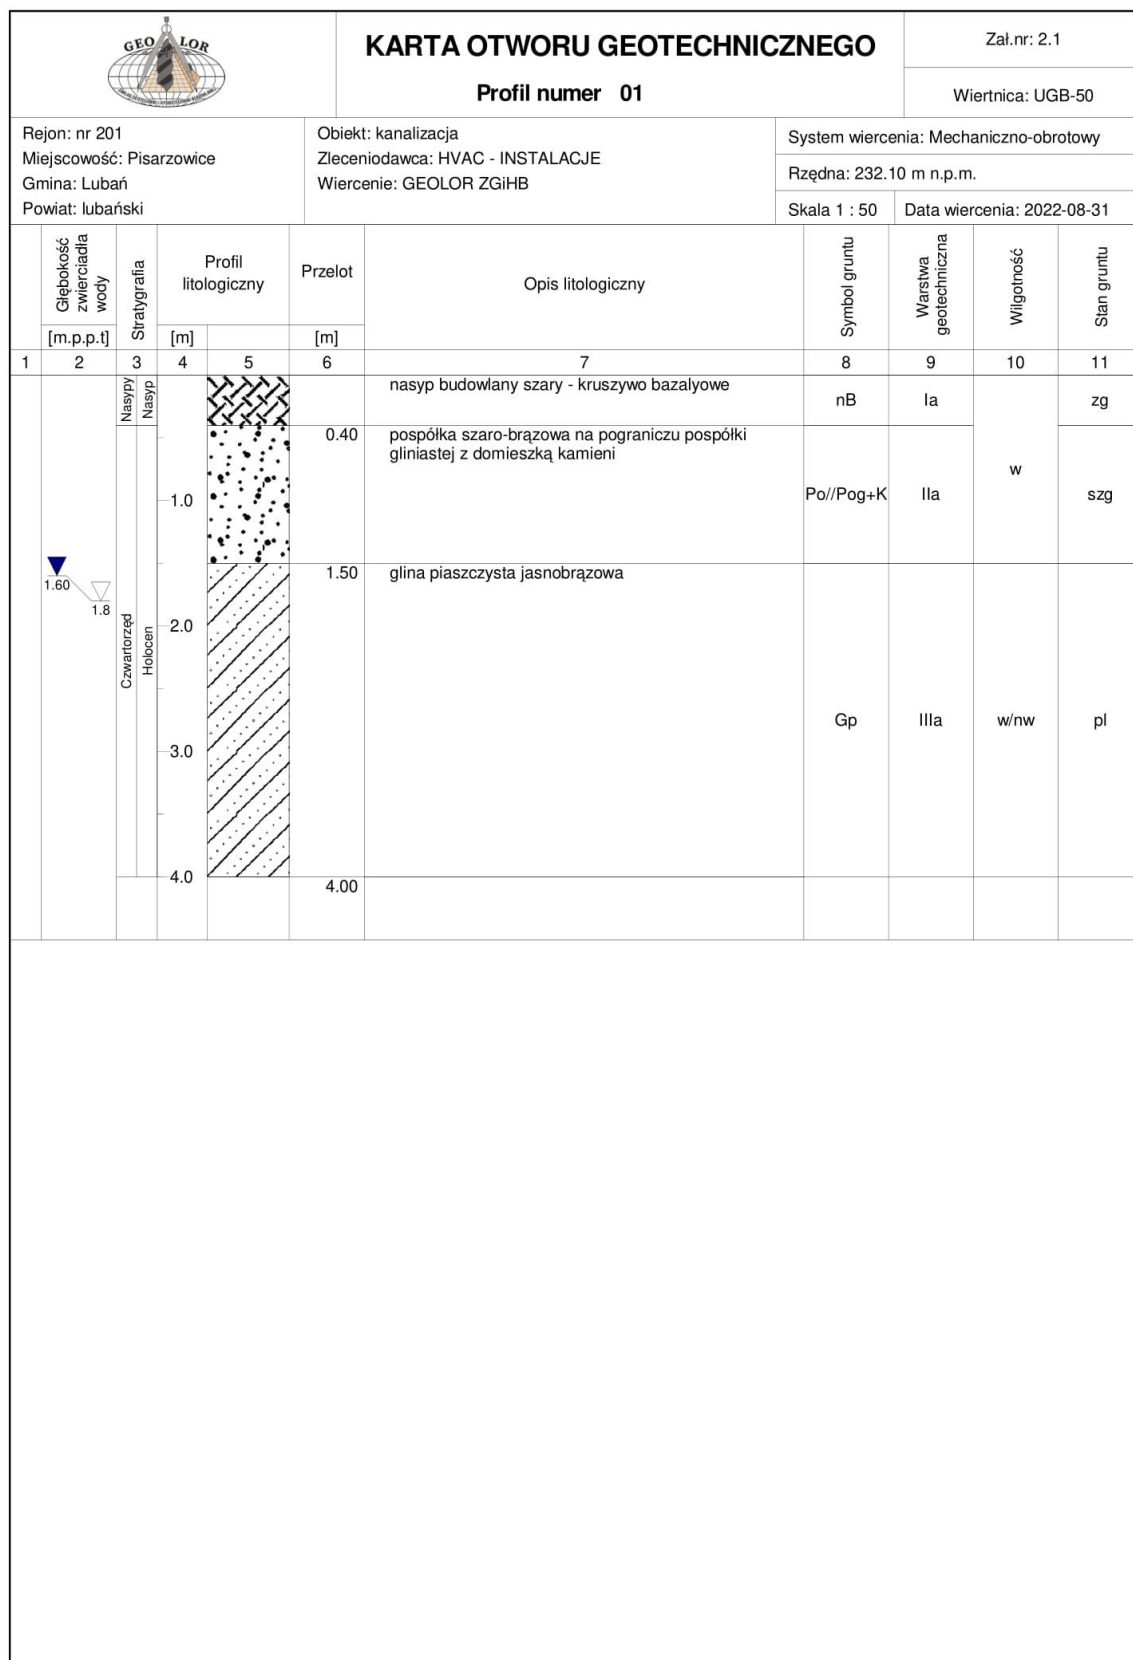 GEO LOR
KARTA OTWORU GEOTECHNICZNEGO
Profil numer 01
Zał.nr: 2.1
Wiertnica: UGB-50
Rejon: nr 201
Miejscowość: Pisarzowice
Gmina: Lubań
Powiat: lubański
Obiekt: kanalizacja
Zleceniodawca: HVAC - INSTALACJE
Wiercenie: GEOLOR ZGiHB
System wiercenia: Mechaniczno-obrotowy
Rzędna: 232.10 m n.p.m.
Skala 1 : 50
Data wiercenia: 2022-08-31
Głębokość
zwierciadła
wody
[m.p.p.t]
Stratygrafia
Profil
litologiczny
[m]
Przelot
[m]
Opis litologiczny
Symbol gruntu
Warstwa
geotechniczna
Wilgotność
Stan gruntu
1 2 3 4 5 6 7 8 9 10 11
Nasypy
Nasyp
nasyp budowlany szary - kruszywo bazalyowe
nB
Ia
zg
0.40
pospółka szaro-brązowa na pograniczu pospółki
gliniastej z domieszką kamieni
w
1.0
Po//Pog+K
IIa
szg
1.50
glina piaszczysta jasnobrązowa
1.60
1.8
Czwartorzęd
Holocen
2.0
Gp
IIIa
w/nw
pl
3.0
4.0
4.00